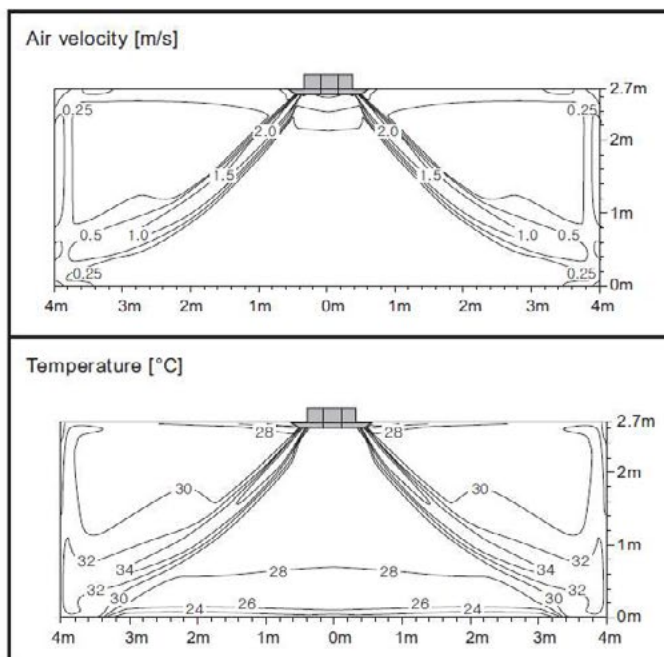 Air velocity [m/s]
2.7m
0.25 0.25
2m
2.0 2.0
1.5 1.5
1m
0.5 1.0 1.0 0.5
0.25 0.25
0m
4m 3m 2m 1m 0m 1m 2m 3m 4m
Temperature [°C]
2.7m
28 28
2m
30 30
1m
32 32
34 34
28 28
32 32
30 30
26 26
24 24
0m
4m 3m 2m 1m 0m 1m 2m 3m 4m